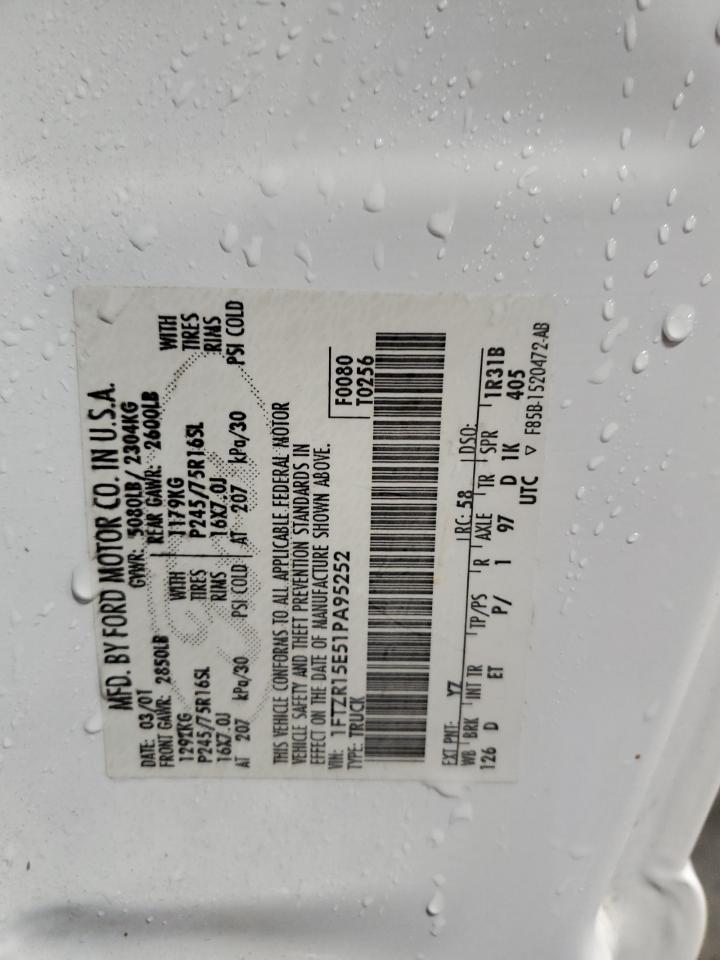 MFD. BY FORD MOTOR CO. IN U.S.A.
DATE: 03/01 GWR: 5080LB/ 2304KG
FRONT GAWR: 2850LB REAR GAWR: 2600LB
1292KG WITH 1179KG WITH
P245/75R16SL TIRES P245/75R16SL TIRES
16X7.0J RIMS 16X7.0J RIMS
AT 207 kPa/30 PSI COLD AT 207 kPa/30 PSI COLD
THIS VEHICLE CONFORMS TO ALL APPLICABLE FEDERAL MOTOR
VEHICLE SAFETY AND THEFT PREVENTION STANDARDS IN
EFFECT ON THE DATE OF MANUFACTURE SHOWN ABOVE.
VIN: 1FTZR15E51PA95252 F0080
TYPE: TRUCK T0256
EXT PNT: YZ RC: 58 DSO:
WB BRK INT TR TP/PS R AXLE TR SPR 1R31B
126 D ET P/ 1 97 D 1K 405
UTC ▽ F85B-1520472-AB